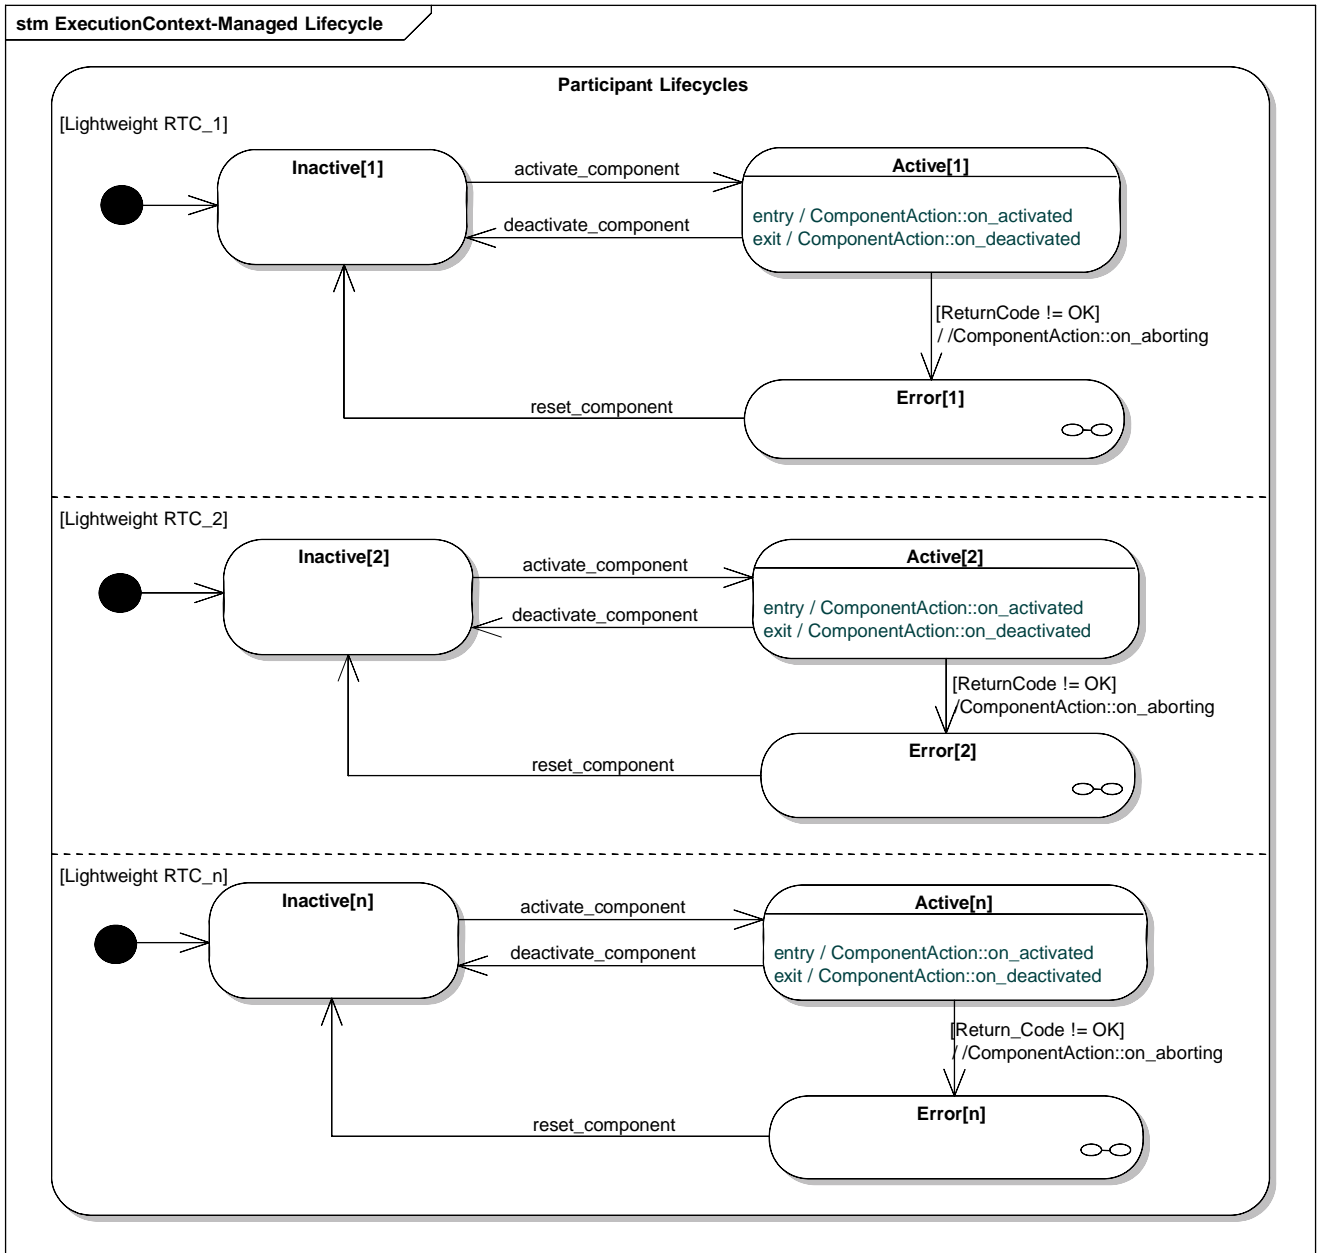 stm ExecutionContext-Managed Lifecycle
Participant Lifecycles
[Lightweight RTC_1]
Inactive[1]
activate_component
Active[1]
deactivate_component
entry / ComponentAction::on_activated
exit / ComponentAction::on_deactivated
[ReturnCode != OK]
/ /ComponentAction::on_aborting
reset_component
Error[1]
[Lightweight RTC_2]
Inactive[2]
activate_component
Active[2]
deactivate_component
entry / ComponentAction::on_activated
exit / ComponentAction::on_deactivated
[ReturnCode != OK]
/ComponentAction::on_aborting
reset_component
Error[2]
[Lightweight RTC_n]
Inactive[n]
activate_component
Active[n]
deactivate_component
entry / ComponentAction::on_activated
exit / ComponentAction::on_deactivated
[Return_Code != OK]
/ /ComponentAction::on_aborting
reset_component
Error[n]